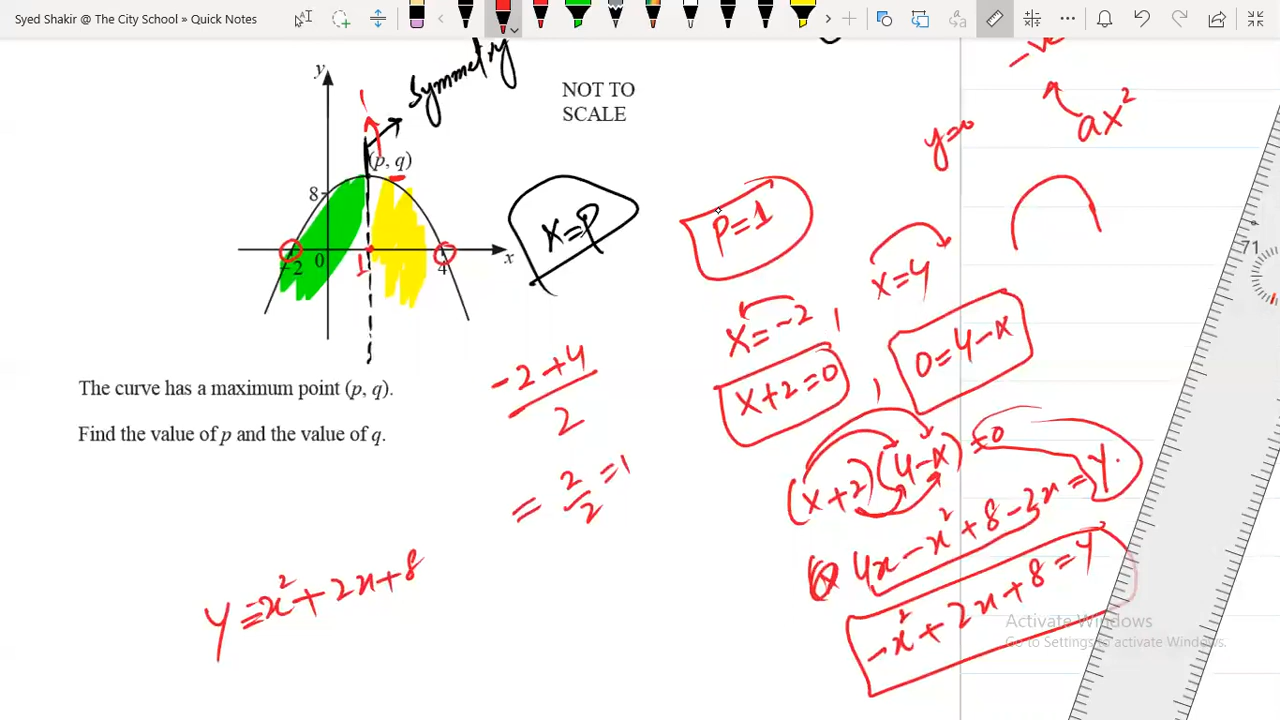 Syed Shakir @ The City School » Quick Notes
-ve
ax²
y=0
Symmetry
NOT TO
SCALE
y
(p, q)
8
-2
0
1
4
x
x=p
P=1
x=4
x=-2
0=4-x
x+2=0
71
The curve has a maximum point (p, q).
Find the value of p and the value of q.
-2+4
2
= 2/2 =1
(x+2)(4-x) =0
4x-x²+8-2x=y
-x²+2x+8=y
y=x²+2x+8
Activate Windows
Go to Settings to activate Windows.